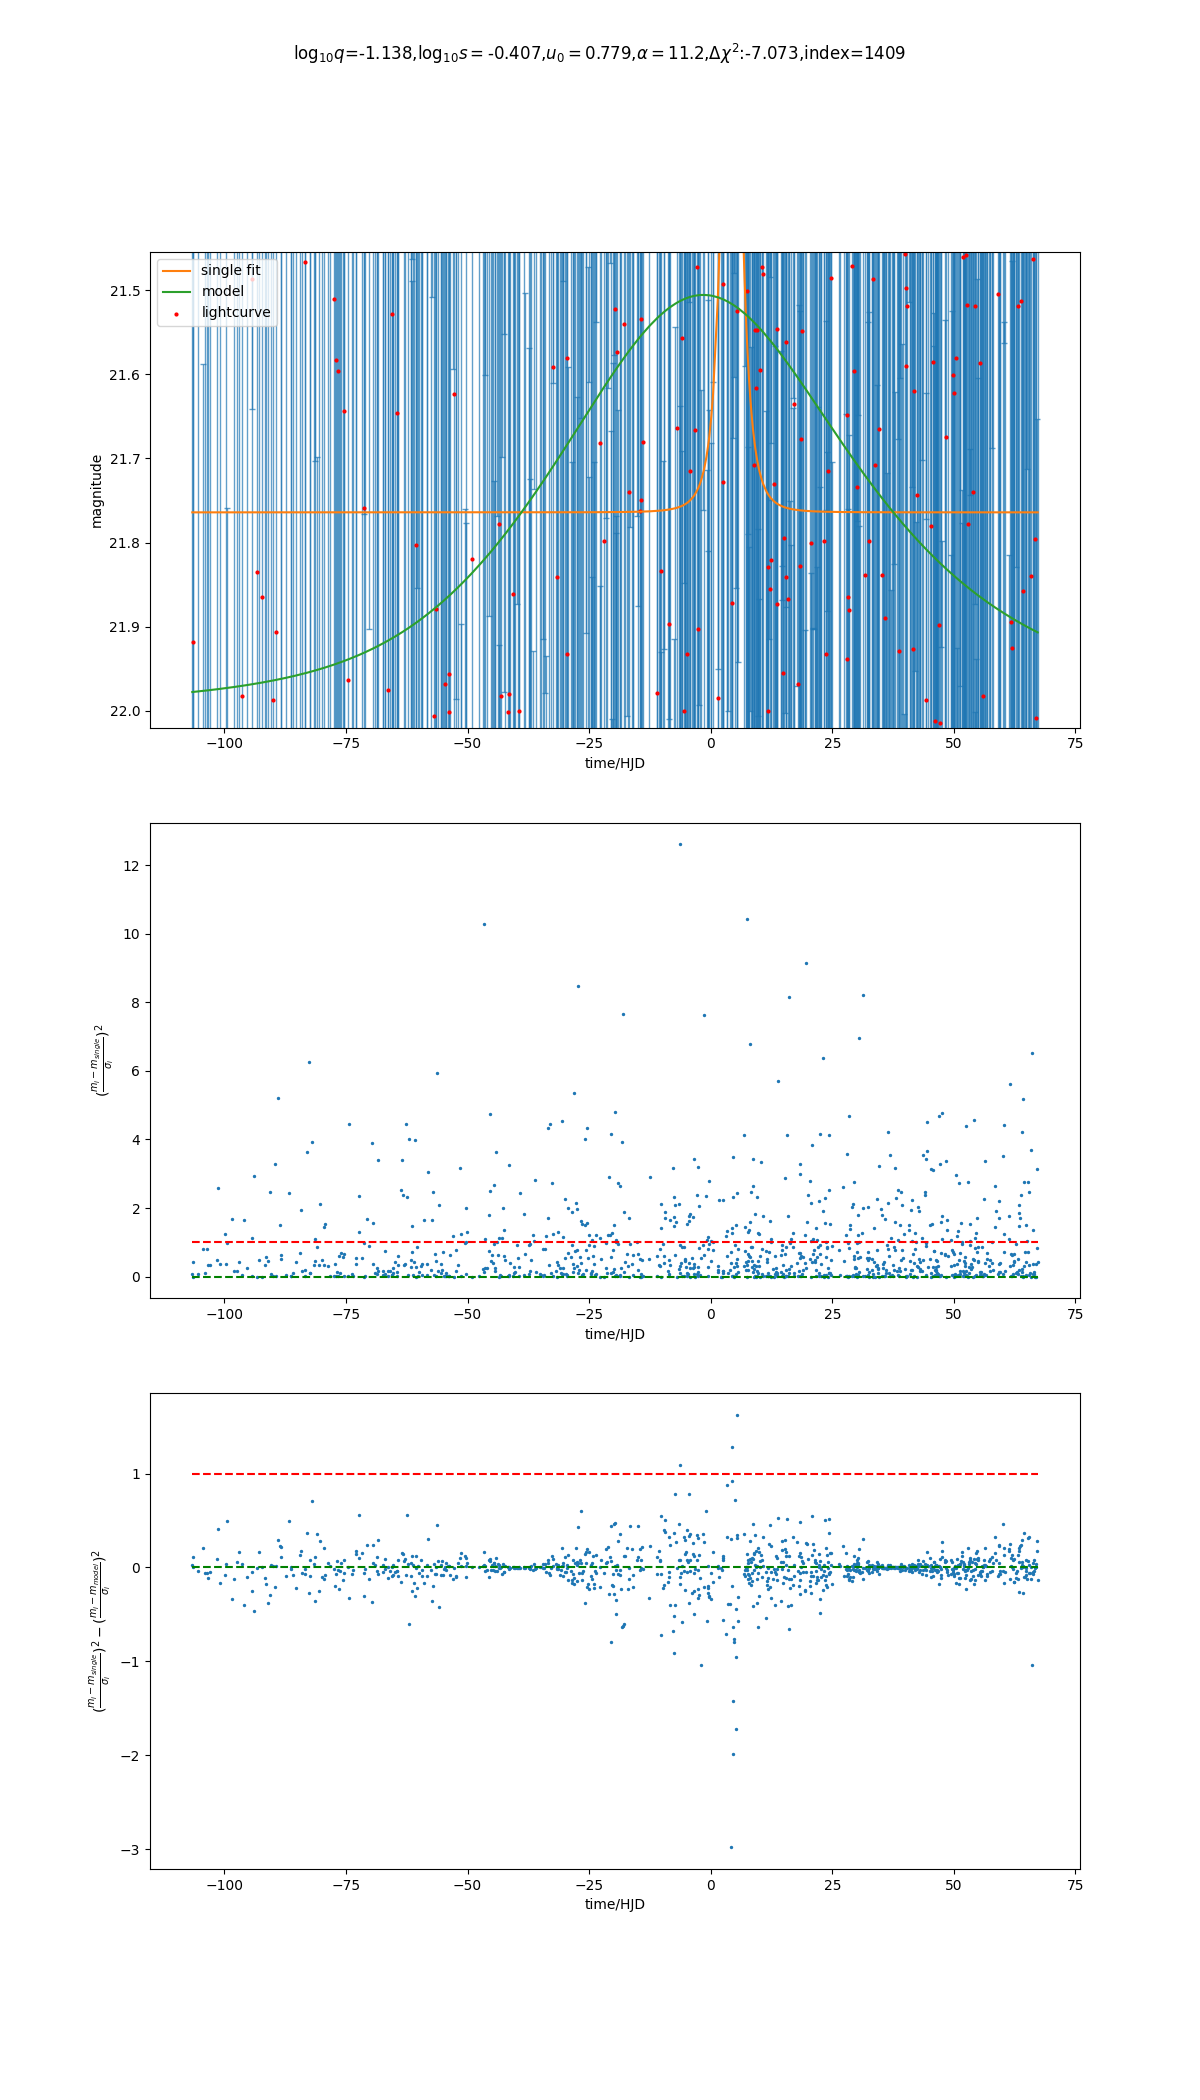 log₁₀q=-1.138,log₁₀s = -0.407,u₀ = 0.779,α = 11.2,Δχ²:-7.073,index=1409
single fit
model
lightcurve
magnitude
21.5
21.6
21.7
21.8
21.9
22.0
−100 −75 −50 −25 0 25 50 75
time/HJD
(mᵢ − m_single / σᵢ)²
12
10
8
6
4
2
0
−100 −75 −50 −25 0 25 50 75
time/HJD
(mᵢ − m_single / σᵢ)² − (mᵢ − m_model / σᵢ)²
1
0
−1
−2
−3
−100 −75 −50 −25 0 25 50 75
time/HJD